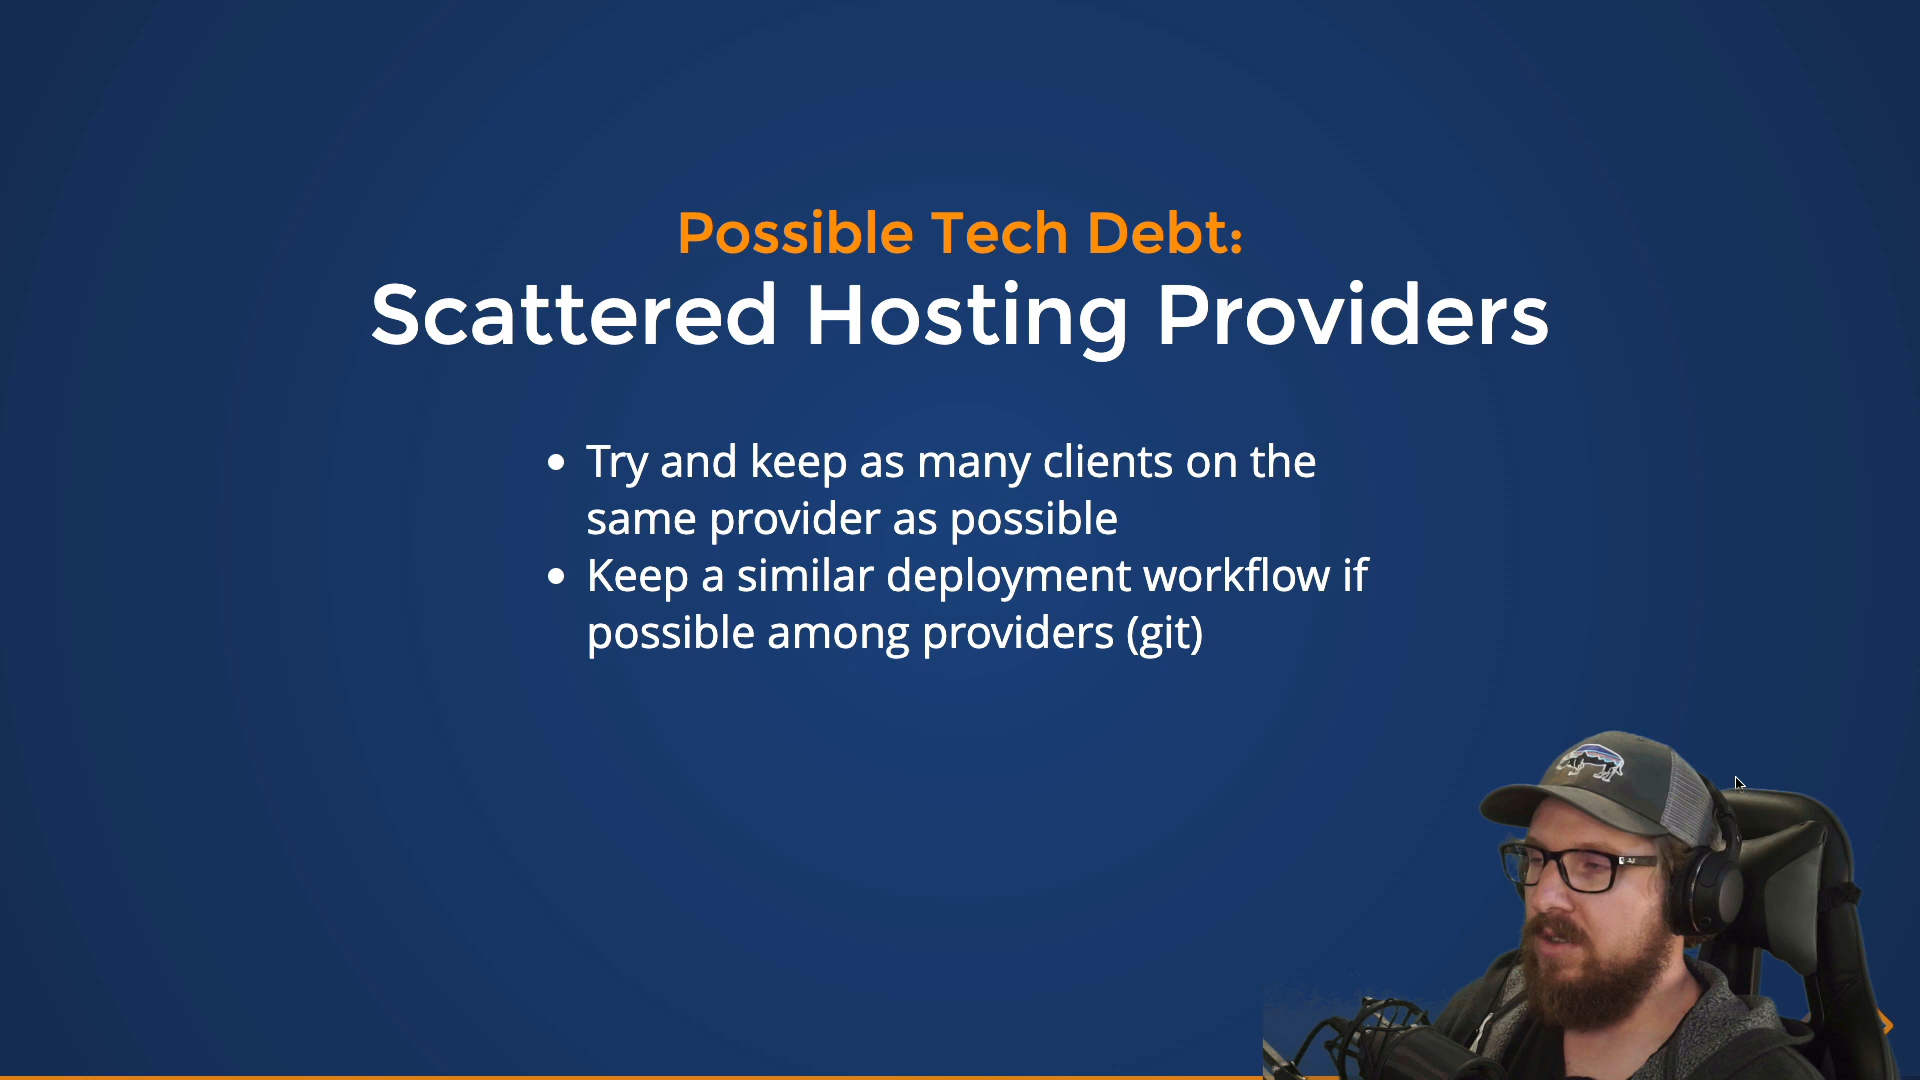 Possible Tech Debt:
Scattered Hosting Providers
• Try and keep as many clients on the
same provider as possible
• Keep a similar deployment workflow if
possible among providers (git)